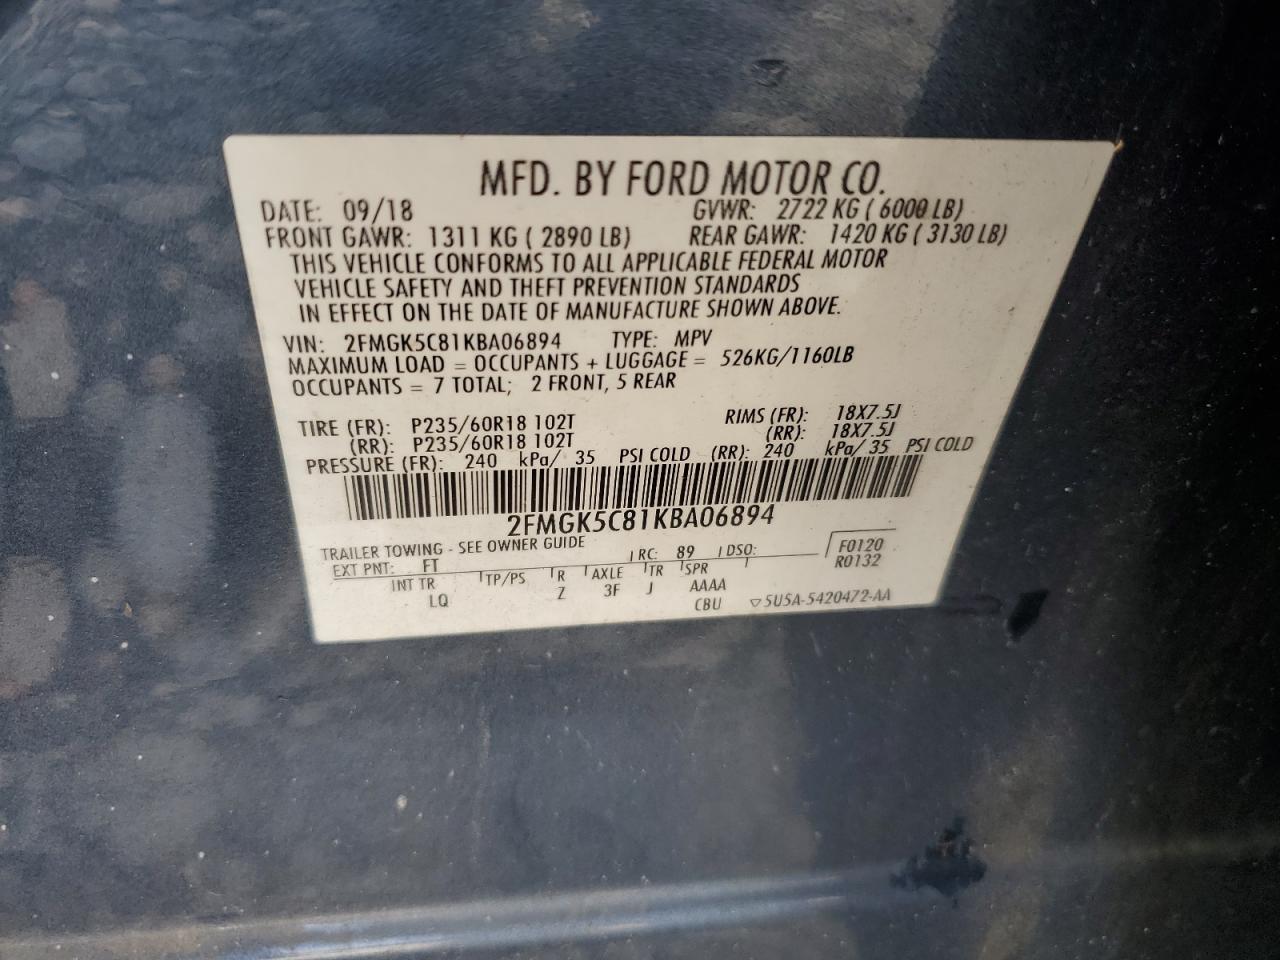 MFD. BY FORD MOTOR CO.
DATE: 09/18 GVWR: 2722 KG ( 6000 LB)
FRONT GAWR: 1311 KG ( 2890 LB) REAR GAWR: 1420 KG ( 3130 LB)
THIS VEHICLE CONFORMS TO ALL APPLICABLE FEDERAL MOTOR
VEHICLE SAFETY AND THEFT PREVENTION STANDARDS
IN EFFECT ON THE DATE OF MANUFACTURE SHOWN ABOVE.
VIN: 2FMGK5C81KBA06894 TYPE: MPV
MAXIMUM LOAD = OCCUPANTS + LUGGAGE = 526KG/1160LB
OCCUPANTS = 7 TOTAL; 2 FRONT, 5 REAR
TIRE (FR): P235/60R18 102T RIMS (FR): 18X7.5J
(RR): P235/60R18 102T (RR): 18X7.5J
PRESSURE (FR): 240 kPa/ 35 PSI COLD (RR): 240 kPa/ 35 PSI COLD
2FMGK5C81KBA06894
TRAILER TOWING - SEE OWNER GUIDE
EXT PNT: FT RC: 89 DSO: F0120
R0132
INT TR TP/PS R AXLE TR SPR
LQ Z 3F J AAAA
CBU ▽5U5A-5420472-AA